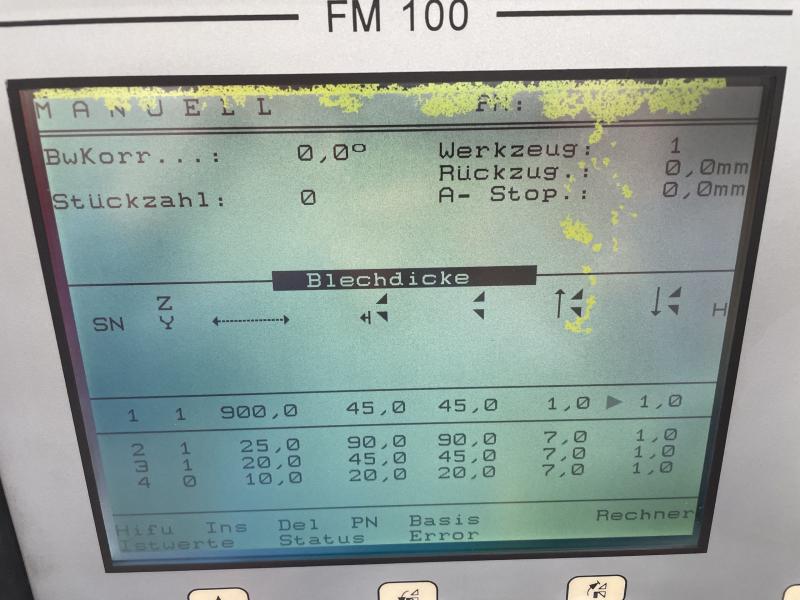 FM 100
MANUELL PN:
BwKorr...: 0,0° Werkzeug: 1
Rückzug.: 0,0mm
Stückzahl: 0 A- Stop.: 0,0mm
Blechdicke
SN Z Y H
1 1 900,0 45,0 45,0 1,0 ▶ 1,0
2 1 25,0 90,0 90,0 7,0 1,0
3 1 20,0 45,0 45,0 7,0 1,0
4 0 10,0 20,0 20,0 7,0 1,0
Hifu Ins Del PN Basis Rechner
Istwerte Status Error